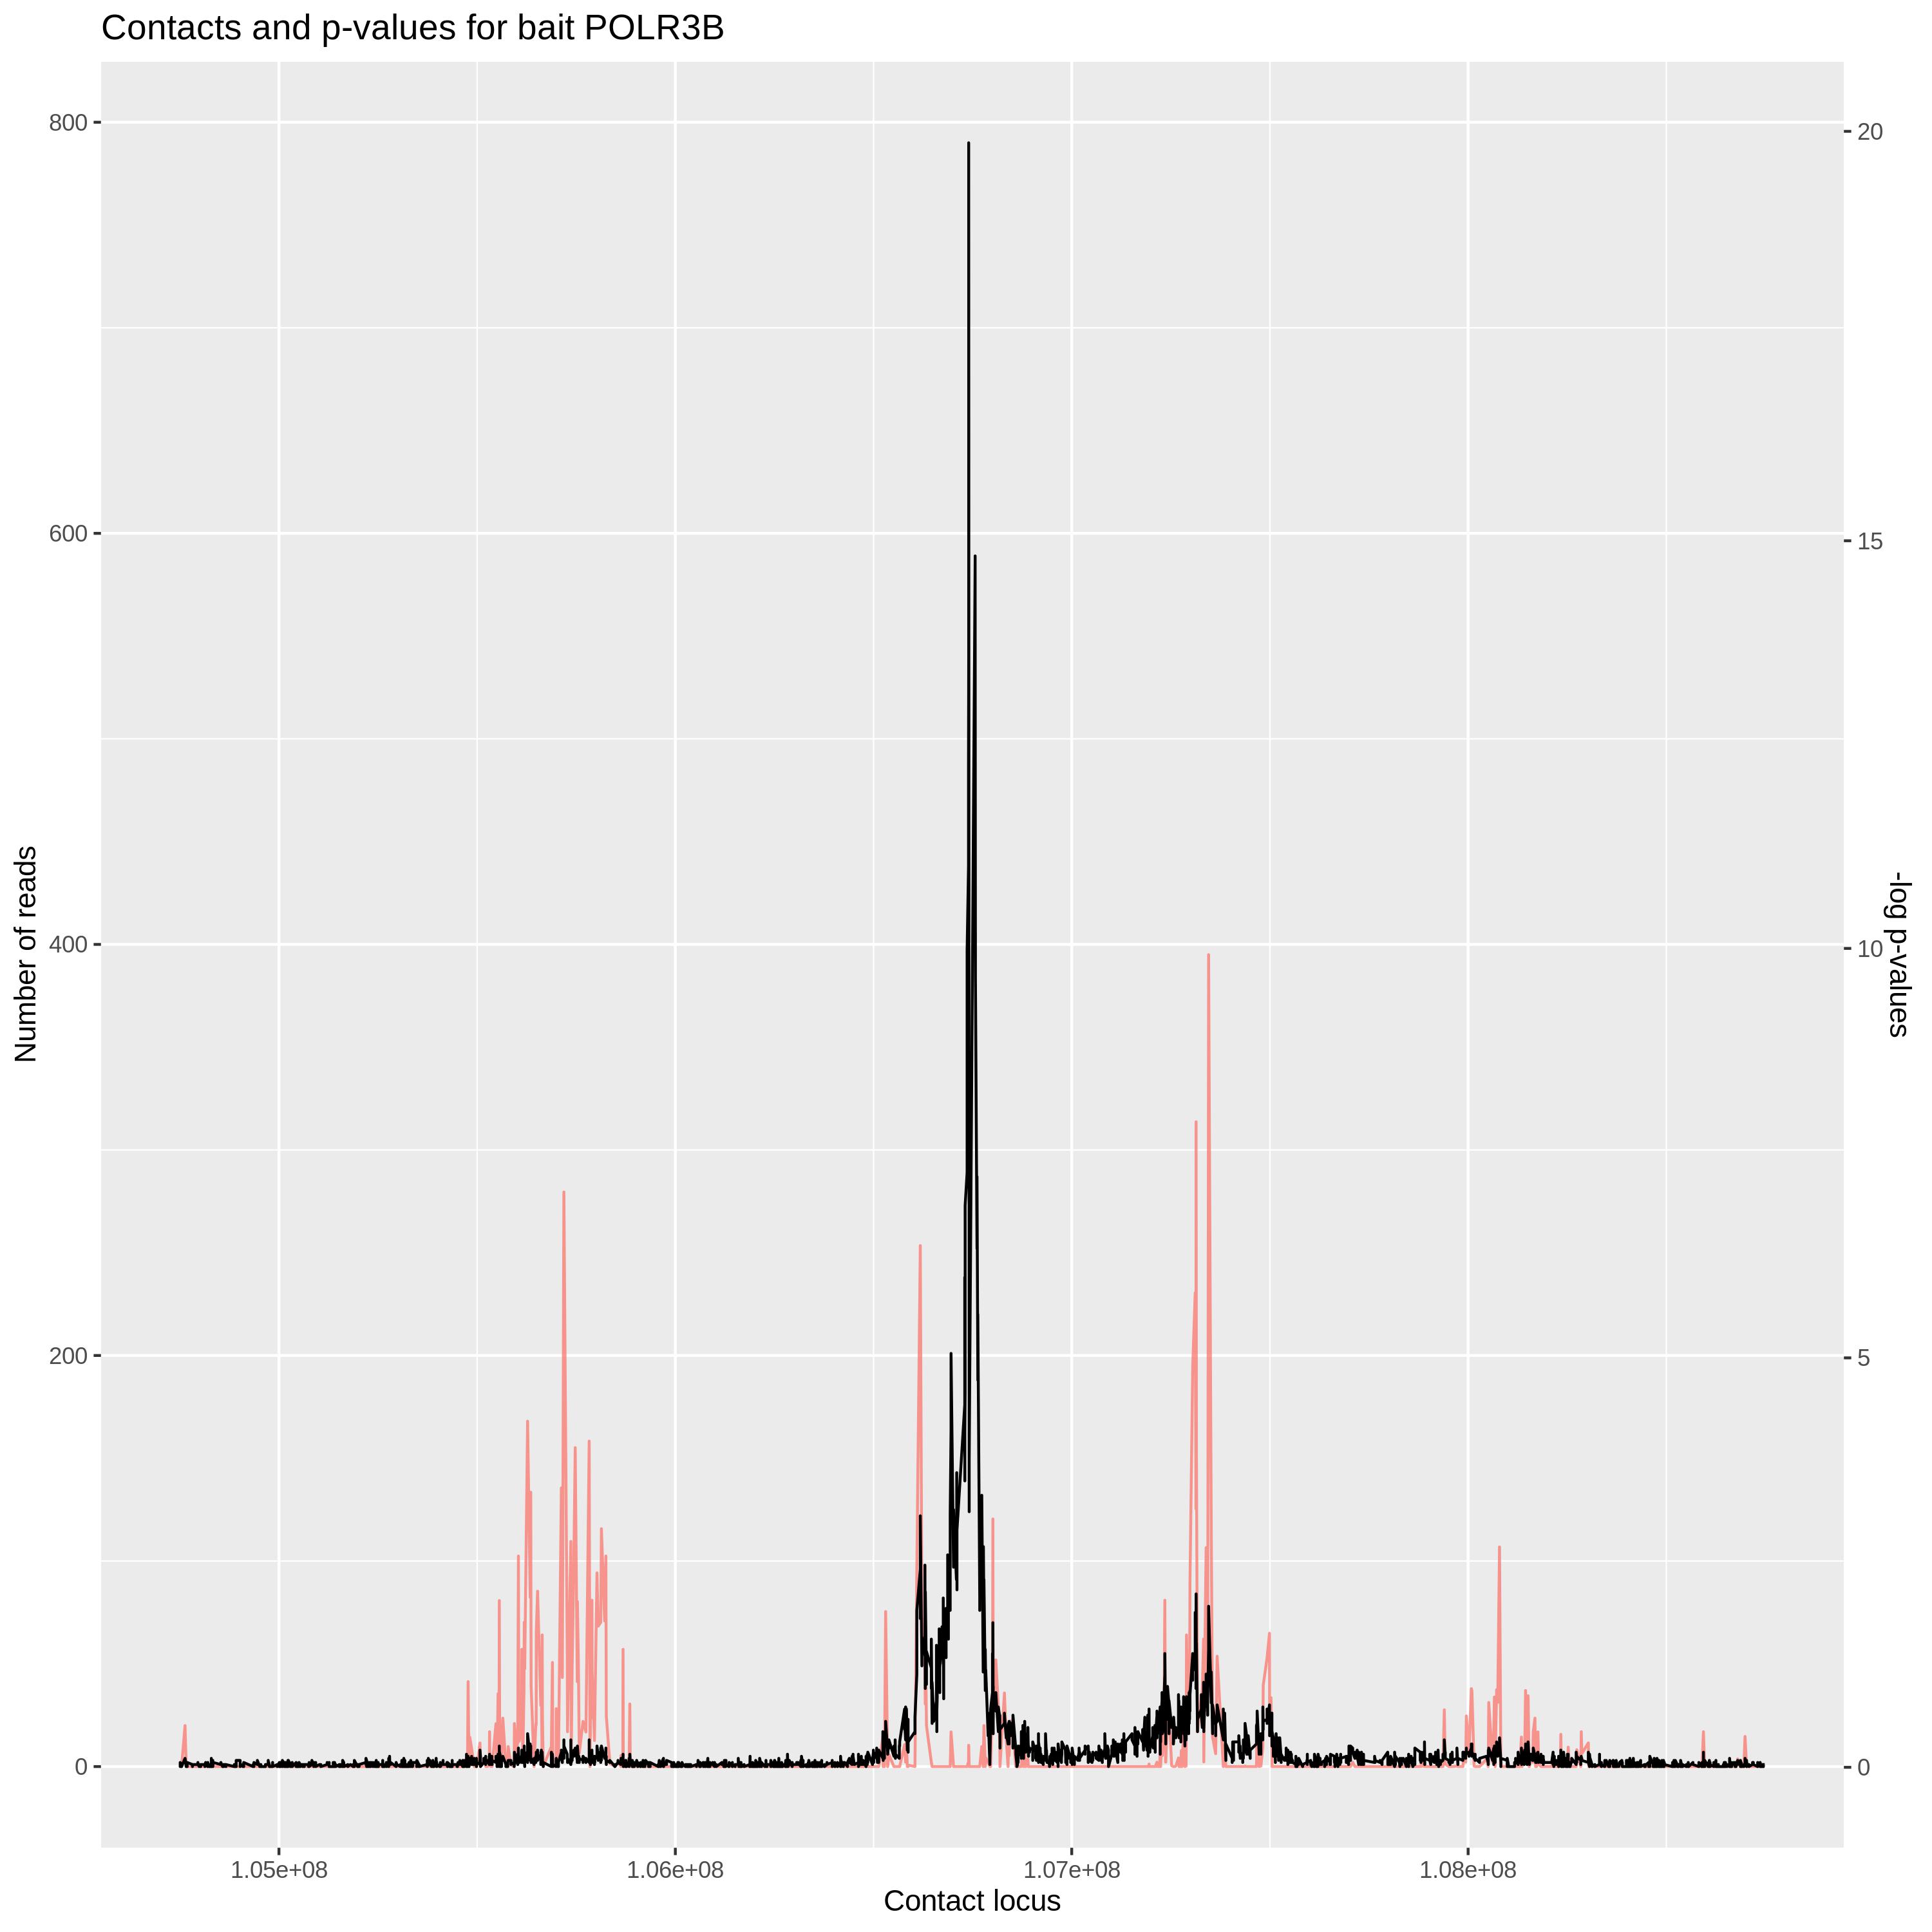 Contacts and p-values for bait POLR3B
800
600
400
200
0
Number of reads
20
15
10
5
0
-log p-values
1.05e+08
1.06e+08
1.07e+08
1.08e+08
Contact locus